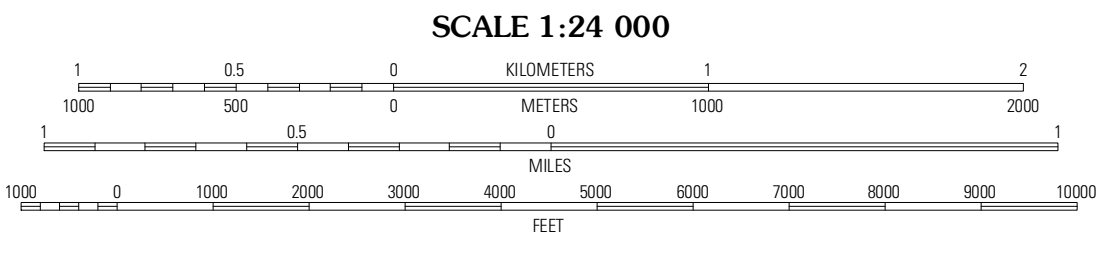 SCALE 1:24 000
1 0.5 0 KILOMETERS 1 2
1000 500 0 METERS 1000 2000
1 0.5 0 1
MILES
1000 0 1000 2000 3000 4000 5000 6000 7000 8000 9000 10000
FEET